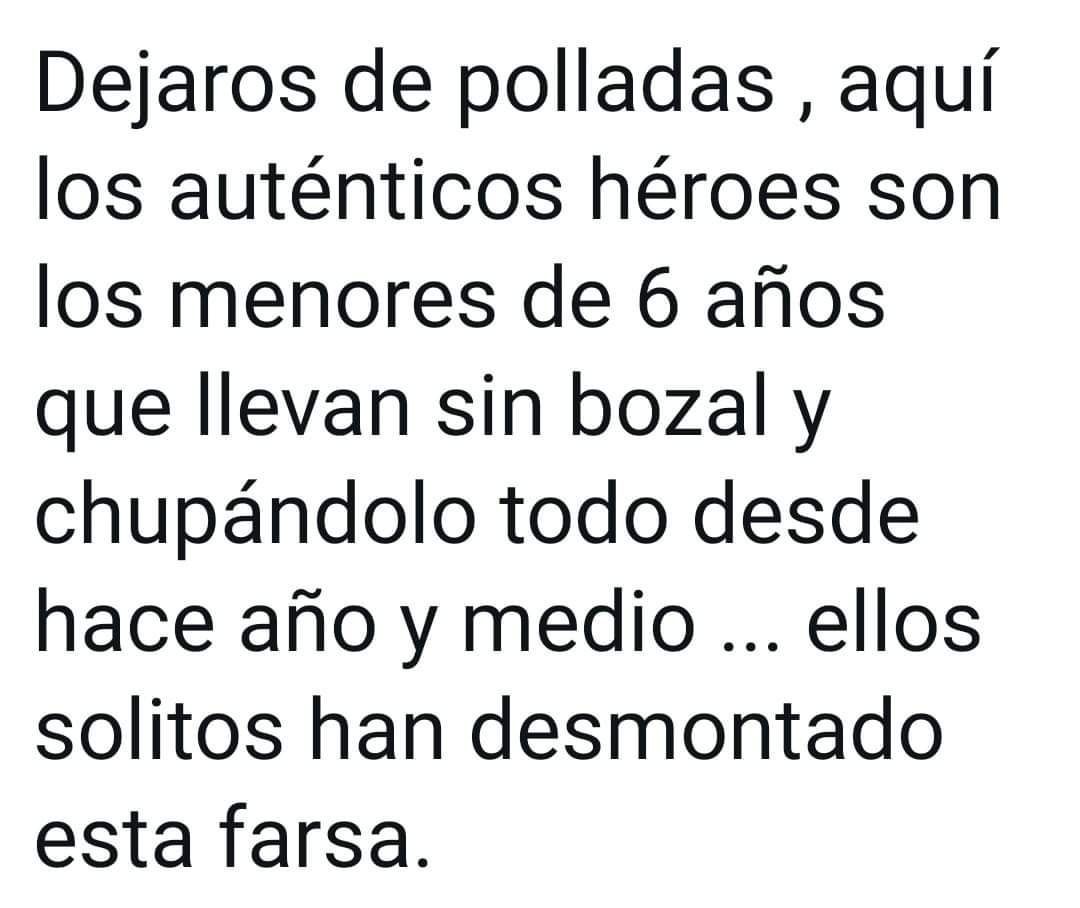 Dejaros de polladas , aquí
los auténticos héroes son
los menores de 6 años
que llevan sin bozal y
chupándolo todo desde
hace año y medio ... ellos
solitos han desmontado
esta farsa.